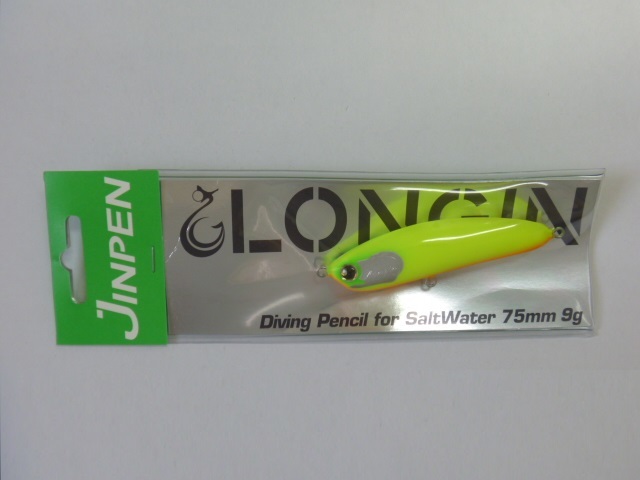 JINPEN
LONGIN
Diving Pencil for SaltWater 75mm 9g